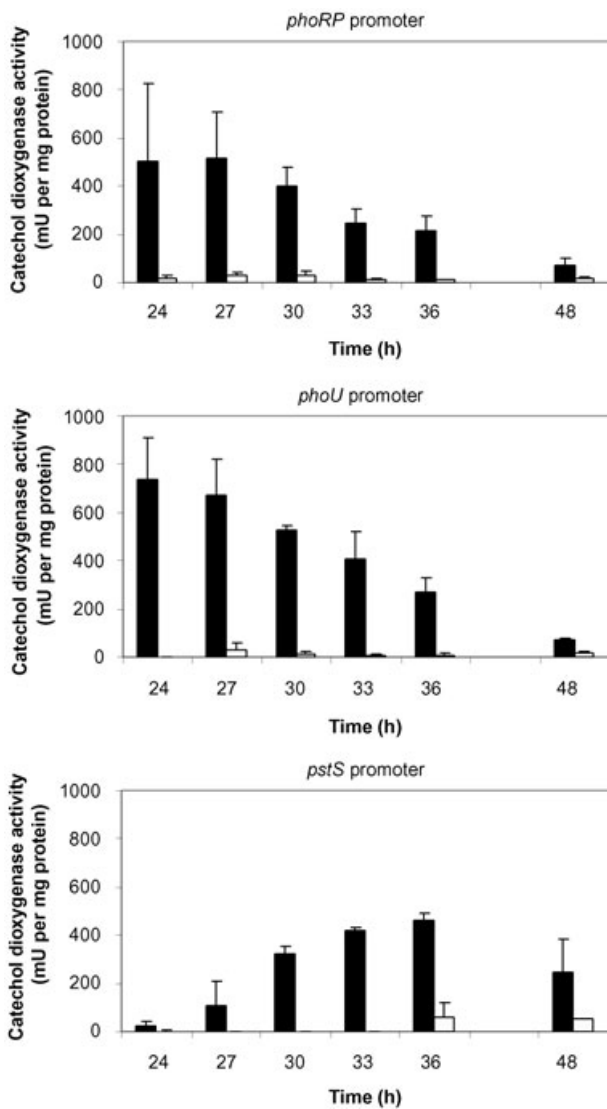 phoRP promoter
Catechol dioxygenase activity
(mU per mg protein)
1000
800
600
400
200
0
24 27 30 33 36 48
Time (h)
phoU promoter
Catechol dioxygenase activity
(mU per mg protein)
1000
800
600
400
200
0
24 27 30 33 36 48
Time (h)
pstS promoter
Catechol dioxygenase activity
(mU per mg protein)
1000
800
600
400
200
0
24 27 30 33 36 48
Time (h)